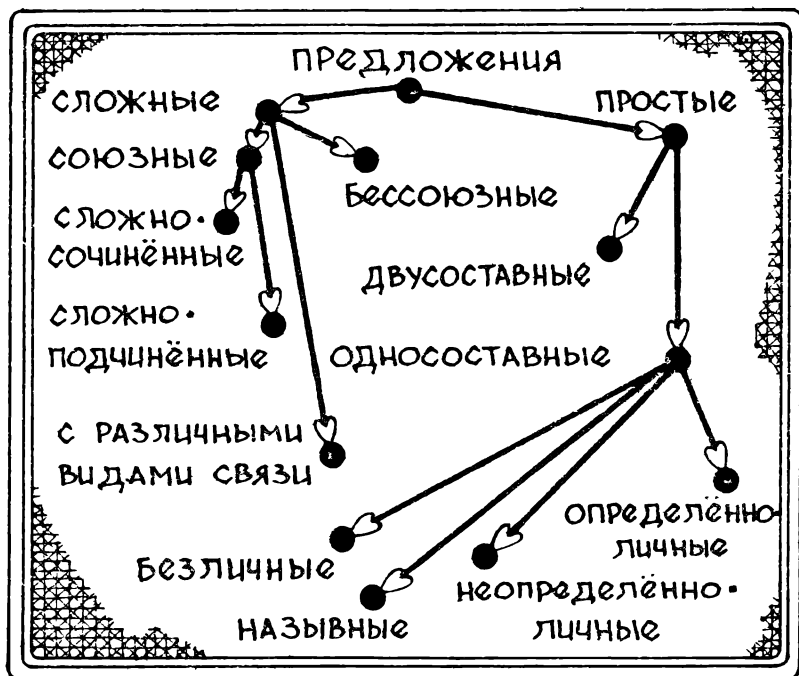 ПРЕДЛОЖЕНИЯ
СЛОЖНЫЕ
ПРОСТЫЕ
СОЮЗНЫЕ
БЕССОЮЗНЫЕ
СЛОЖНО-
СОЧИНЁННЫЕ
ДВУСОСТАВНЫЕ
СЛОЖНО-
ПОДЧИНЁННЫЕ
ОДНОСОСТАВНЫЕ
С РАЗЛИЧНЫМИ
ВИДАМИ СВЯЗИ
ОПРЕДЕЛЁННО-
ЛИЧНЫЕ
БЕЗЛИЧНЫЕ
НЕОПРЕДЕЛЁННО-
ЛИЧНЫЕ
НАЗЫВНЫЕ